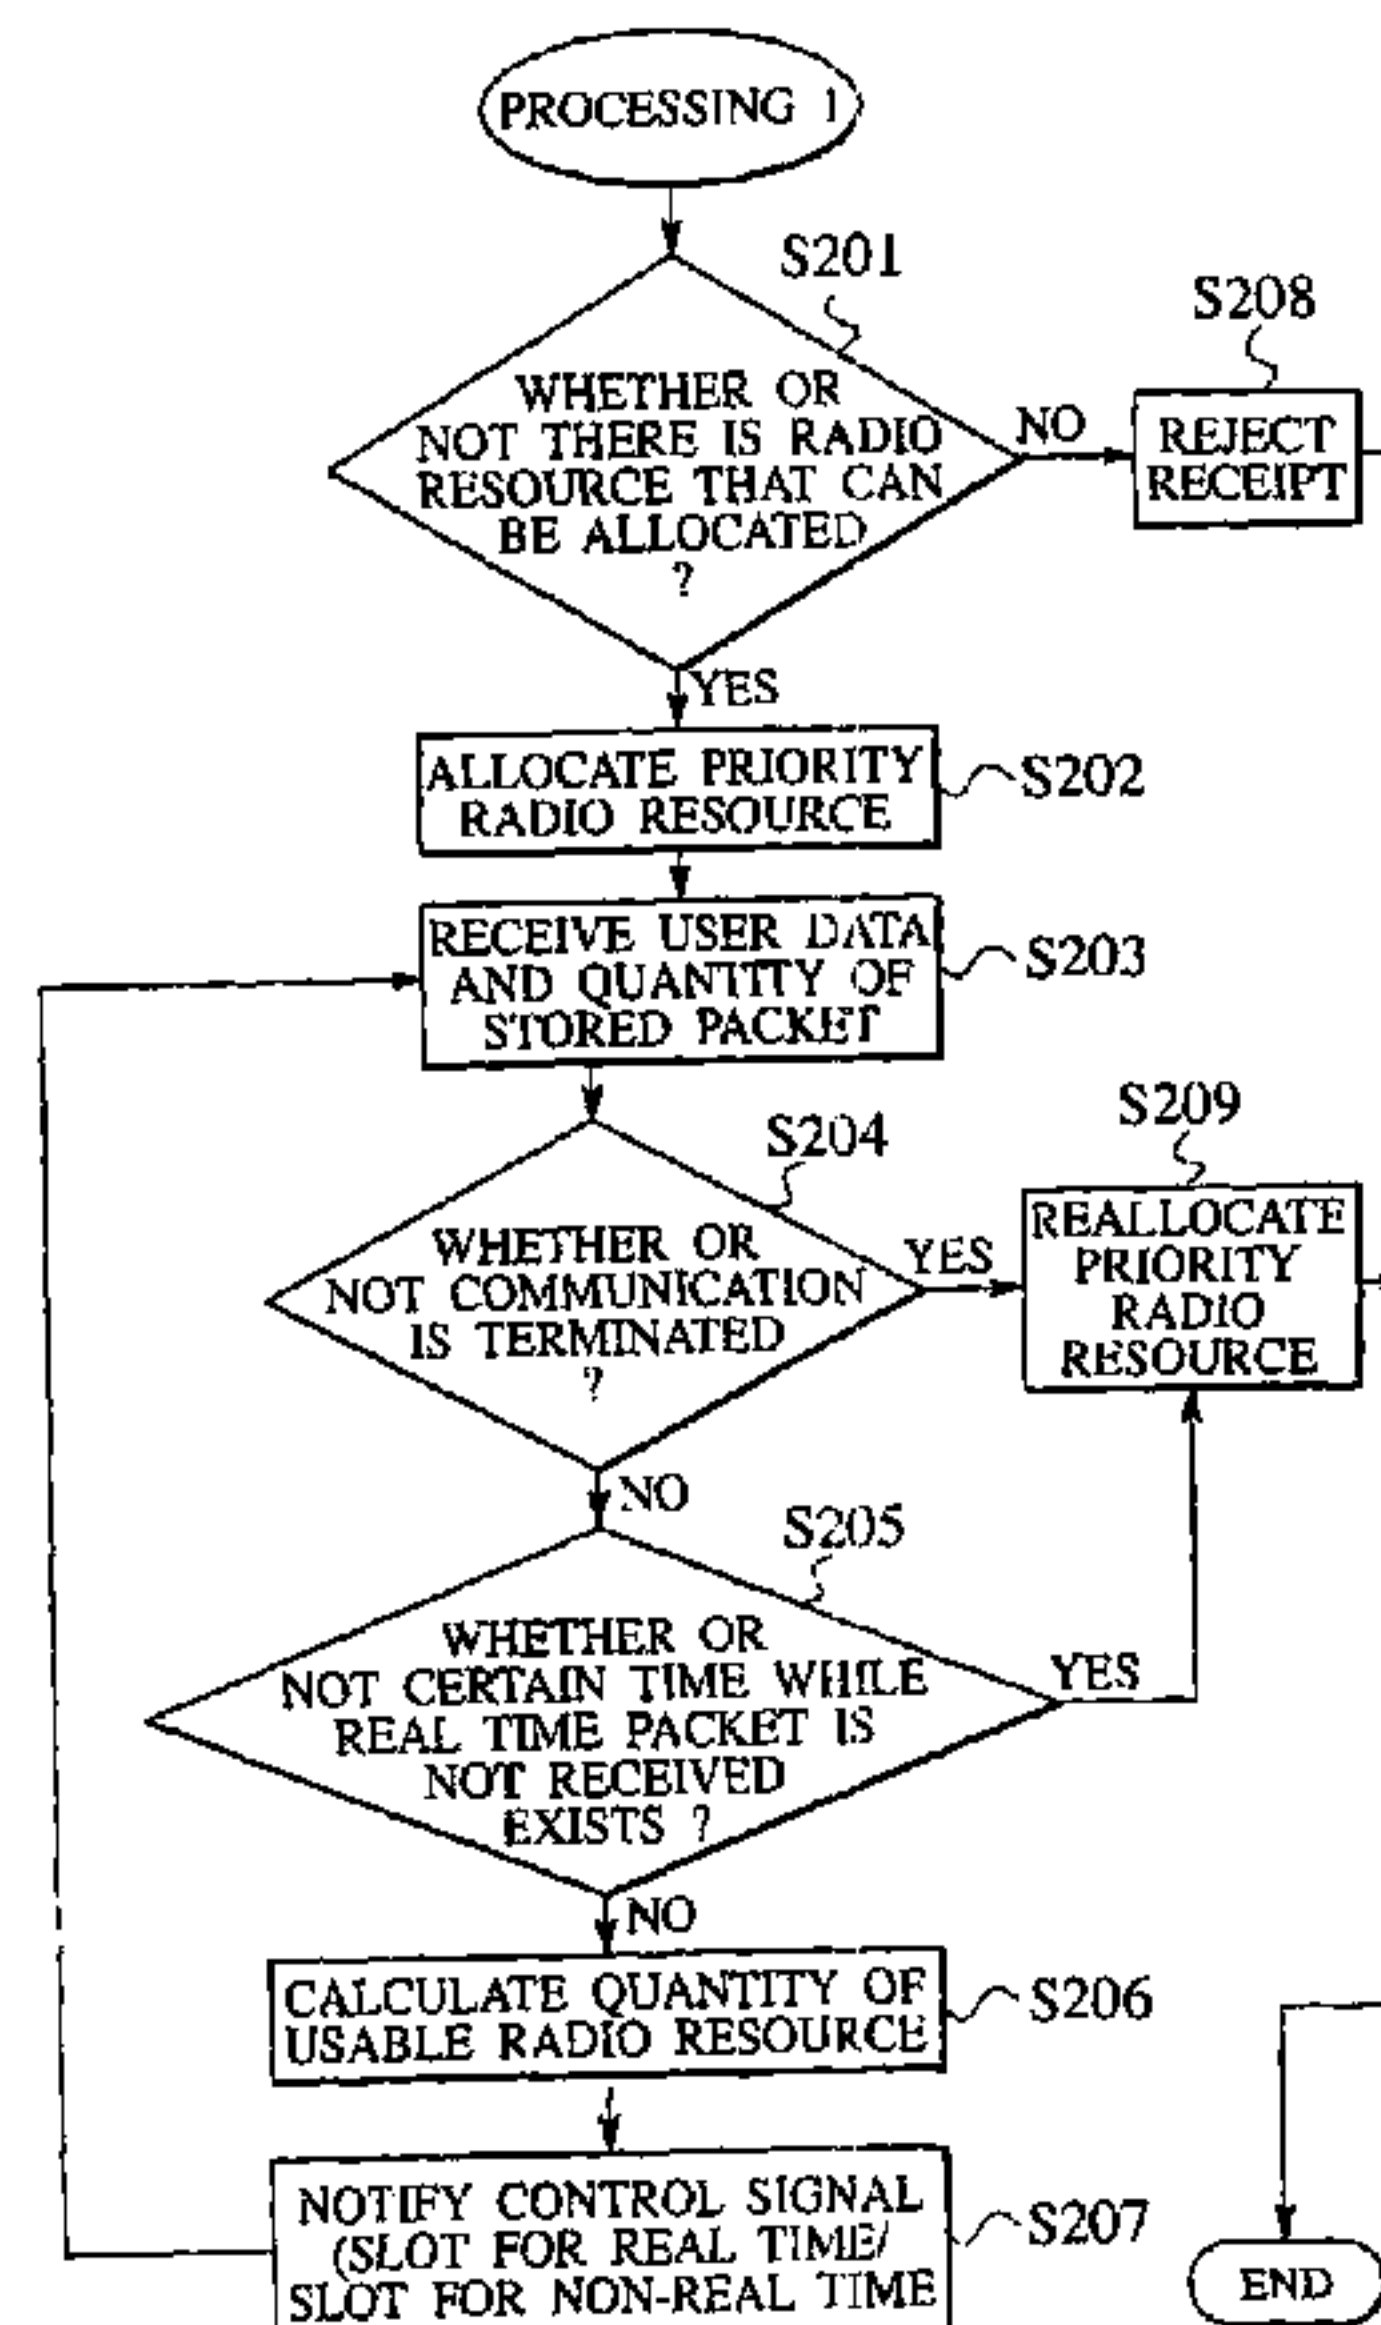 PROCESSING 1
S201
WHETHER OR
NOT THERE IS RADIO
RESOURCE THAT CAN
BE ALLOCATED
?
NO
S208
REJECT
RECEIPT
YES
ALLOCATE PRIORITY
RADIO RESOURCE
S202
RECEIVE USER DATA
AND QUANTITY OF
STORED PACKET
S203
S204
WHETHER OR
NOT COMMUNICATION
IS TERMINATED
?
YES
S209
REALLOCATE
PRIORITY
RADIO
RESOURCE
NO
S205
WHETHER OR
NOT CERTAIN TIME WHILE
REAL TIME PACKET IS
NOT RECEIVED
EXISTS ?
YES
NO
CALCULATE QUANTITY OF
USABLE RADIO RESOURCE
S206
NOTIFY CONTROL SIGNAL
(SLOT FOR REAL TIME/
SLOT FOR NON-REAL TIME
S207
END